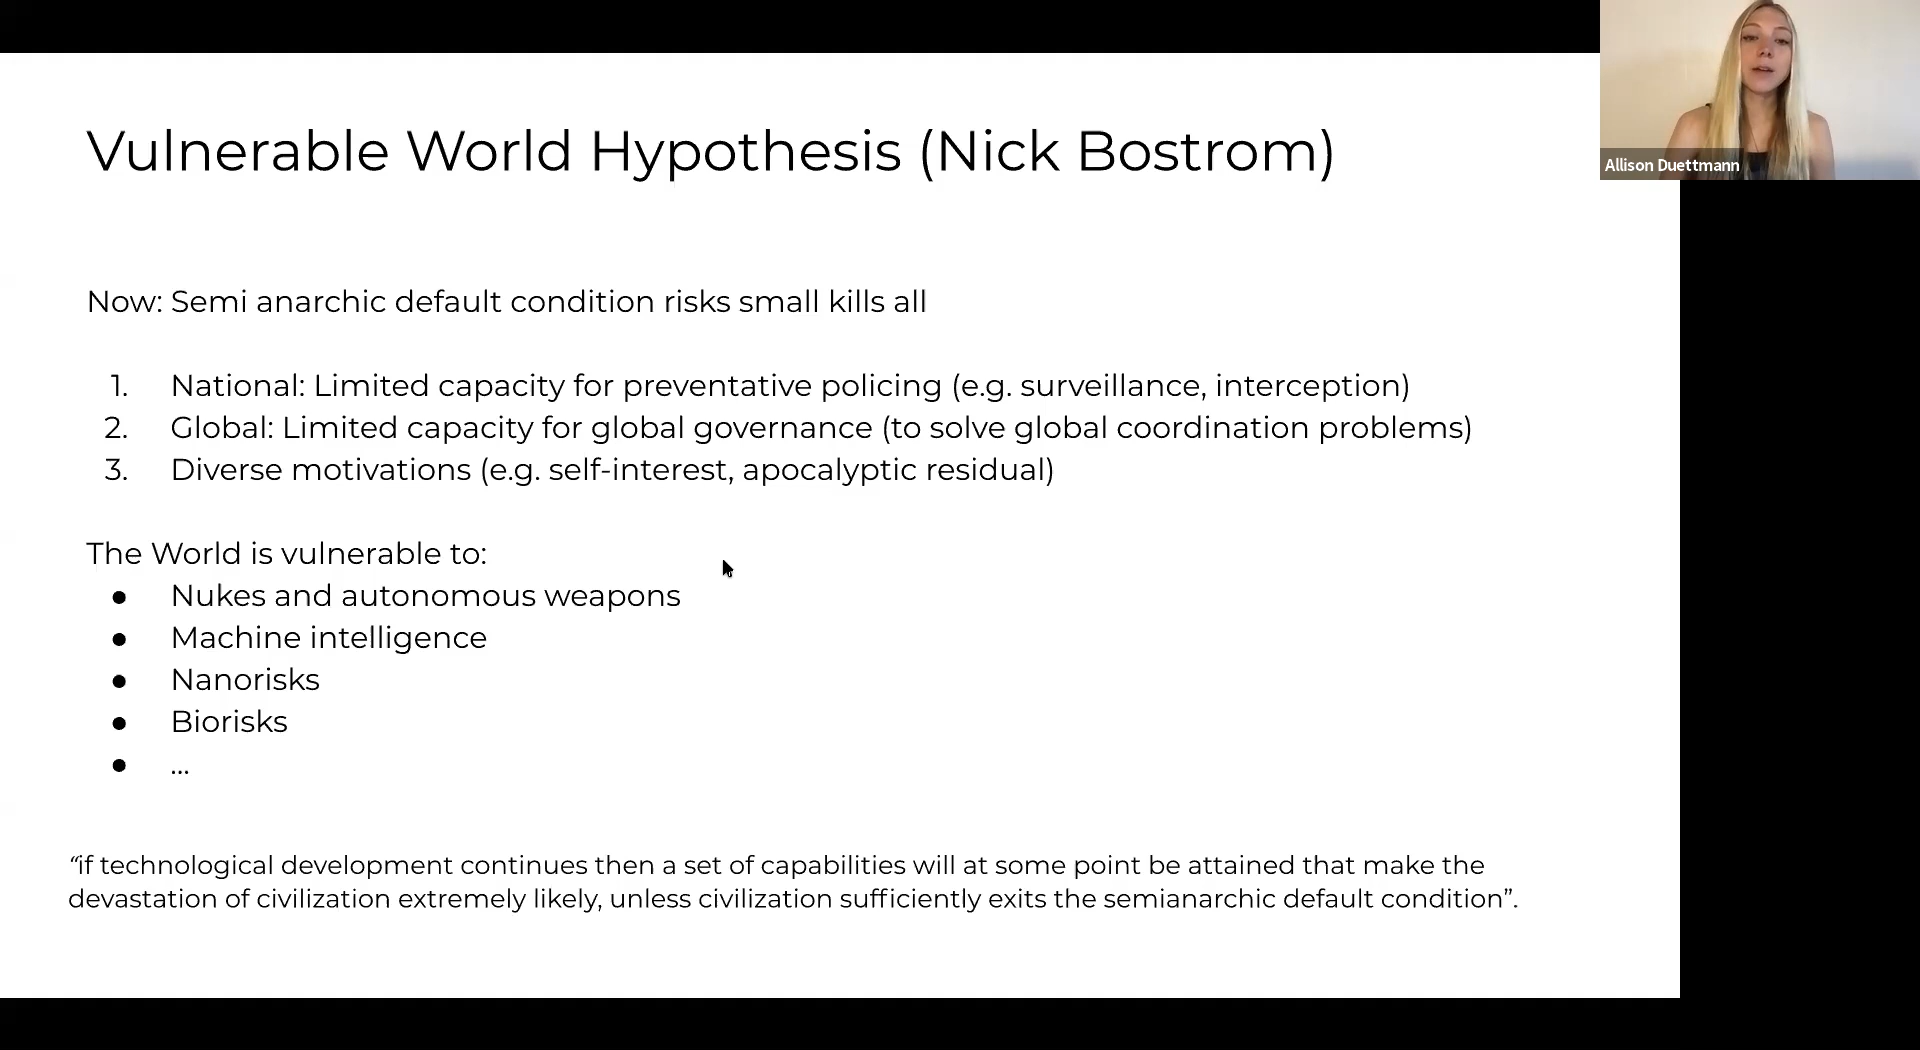 Vulnerable World Hypothesis (Nick Bostrom)
Allison Duettmann
Now: Semi anarchic default condition risks small kills all
1. National: Limited capacity for preventative policing (e.g. surveillance, interception)
2. Global: Limited capacity for global governance (to solve global coordination problems)
3. Diverse motivations (e.g. self-interest, apocalyptic residual)
The World is vulnerable to:
● Nukes and autonomous weapons
● Machine intelligence
● Nanorisks
● Biorisks
● ...
“if technological development continues then a set of capabilities will at some point be attained that make the
devastation of civilization extremely likely, unless civilization sufficiently exits the semianarchic default condition”.